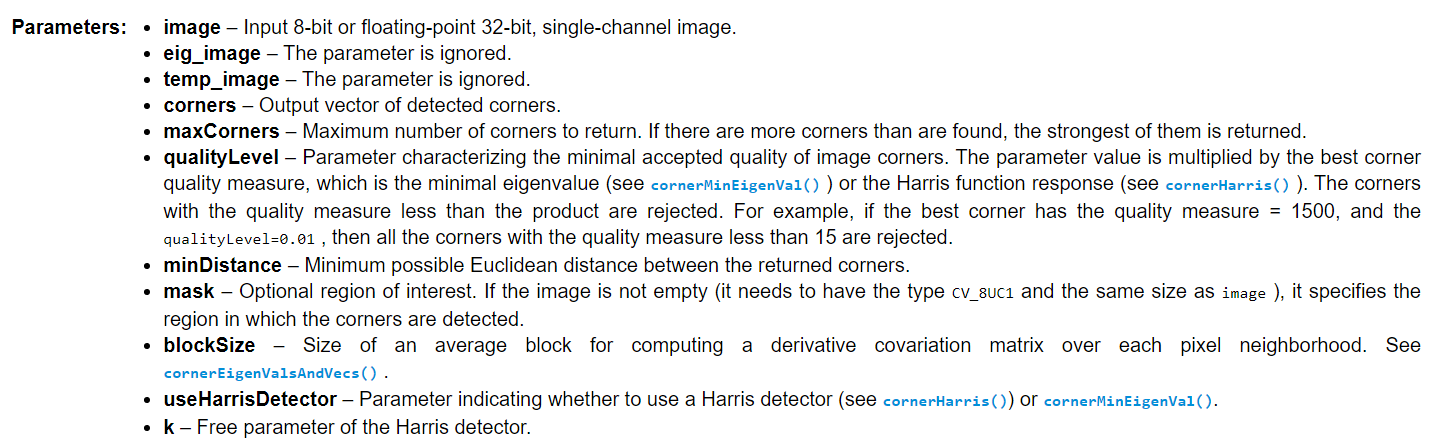 Parameters: • image – Input 8-bit or floating-point 32-bit, single-channel image.
• eig_image – The parameter is ignored.
• temp_image – The parameter is ignored.
• corners – Output vector of detected corners.
• maxCorners – Maximum number of corners to return. If there are more corners than are found, the strongest of them is returned.
• qualityLevel – Parameter characterizing the minimal accepted quality of image corners. The parameter value is multiplied by the best corner
quality measure, which is the minimal eigenvalue (see cornerMinEigenVal() ) or the Harris function response (see cornerHarris() ). The corners
with the quality measure less than the product are rejected. For example, if the best corner has the quality measure = 1500, and the
qualityLevel=0.01 , then all the corners with the quality measure less than 15 are rejected.
• minDistance – Minimum possible Euclidean distance between the returned corners.
• mask – Optional region of interest. If the image is not empty (it needs to have the type CV_8UC1 and the same size as image ), it specifies the
region in which the corners are detected.
• blockSize – Size of an average block for computing a derivative covariation matrix over each pixel neighborhood. See
cornerEigenValsAndVecs() .
• useHarrisDetector – Parameter indicating whether to use a Harris detector (see cornerHarris()) or cornerMinEigenVal().
• k – Free parameter of the Harris detector.